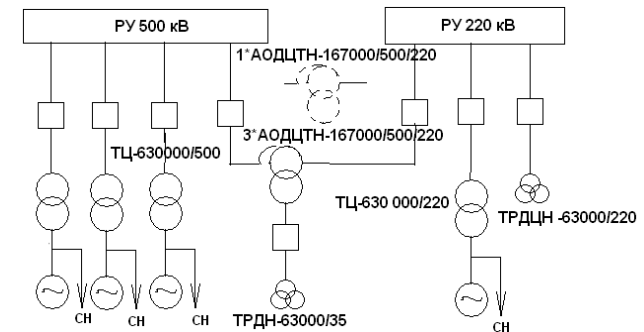 РУ 500 кВ
РУ 220 кВ
1*АОДЦТН-167000/500/220
3*АОДЦТН-167000/500/220
ТЦ-630000/500
ТЦ-630 000/220
ТРДЦН -63000/220
СН
СН
СН
ТРДН-63000/35
СН